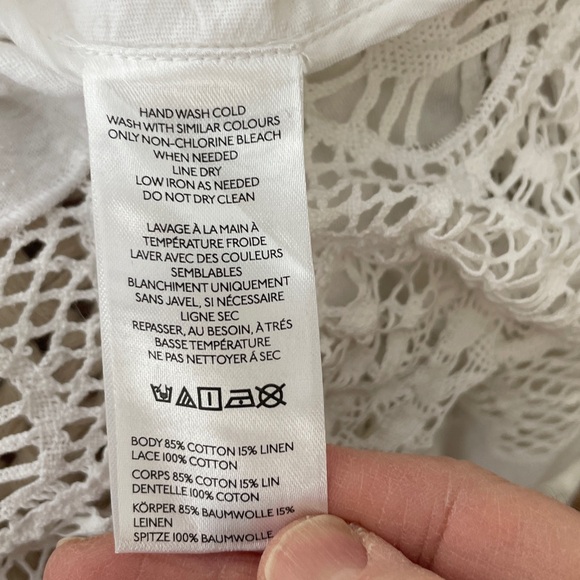 HAND WASH COLD
WASH WITH SIMILAR COLOURS
ONLY NON-CHLORINE BLEACH
WHEN NEEDED
LINE DRY
LOW IRON AS NEEDED
DO NOT DRY CLEAN
LAVAGE À LA MAIN À
TEMPÉRATURE FROIDE
LAVER AVEC DES COULEURS
SEMBLABLES
BLANCHIMENT UNIQUEMENT
SANS JAVEL, SI NÉCESSAIRE
LIGNE SEC
REPASSER, AU BESOIN, À TRÉS
BASSE TEMPÉRATURE
NE PAS NETTOYER À SEC
BODY 85% COTTON 15% LINEN
LACE 100% COTTON
CORPS 85% COTON 15% LIN
DENTELLE 100% COTON
KÖRPER 85% BAUMWOLLE 15%
LEINEN
SPITZE 100% BAUMWOLLE